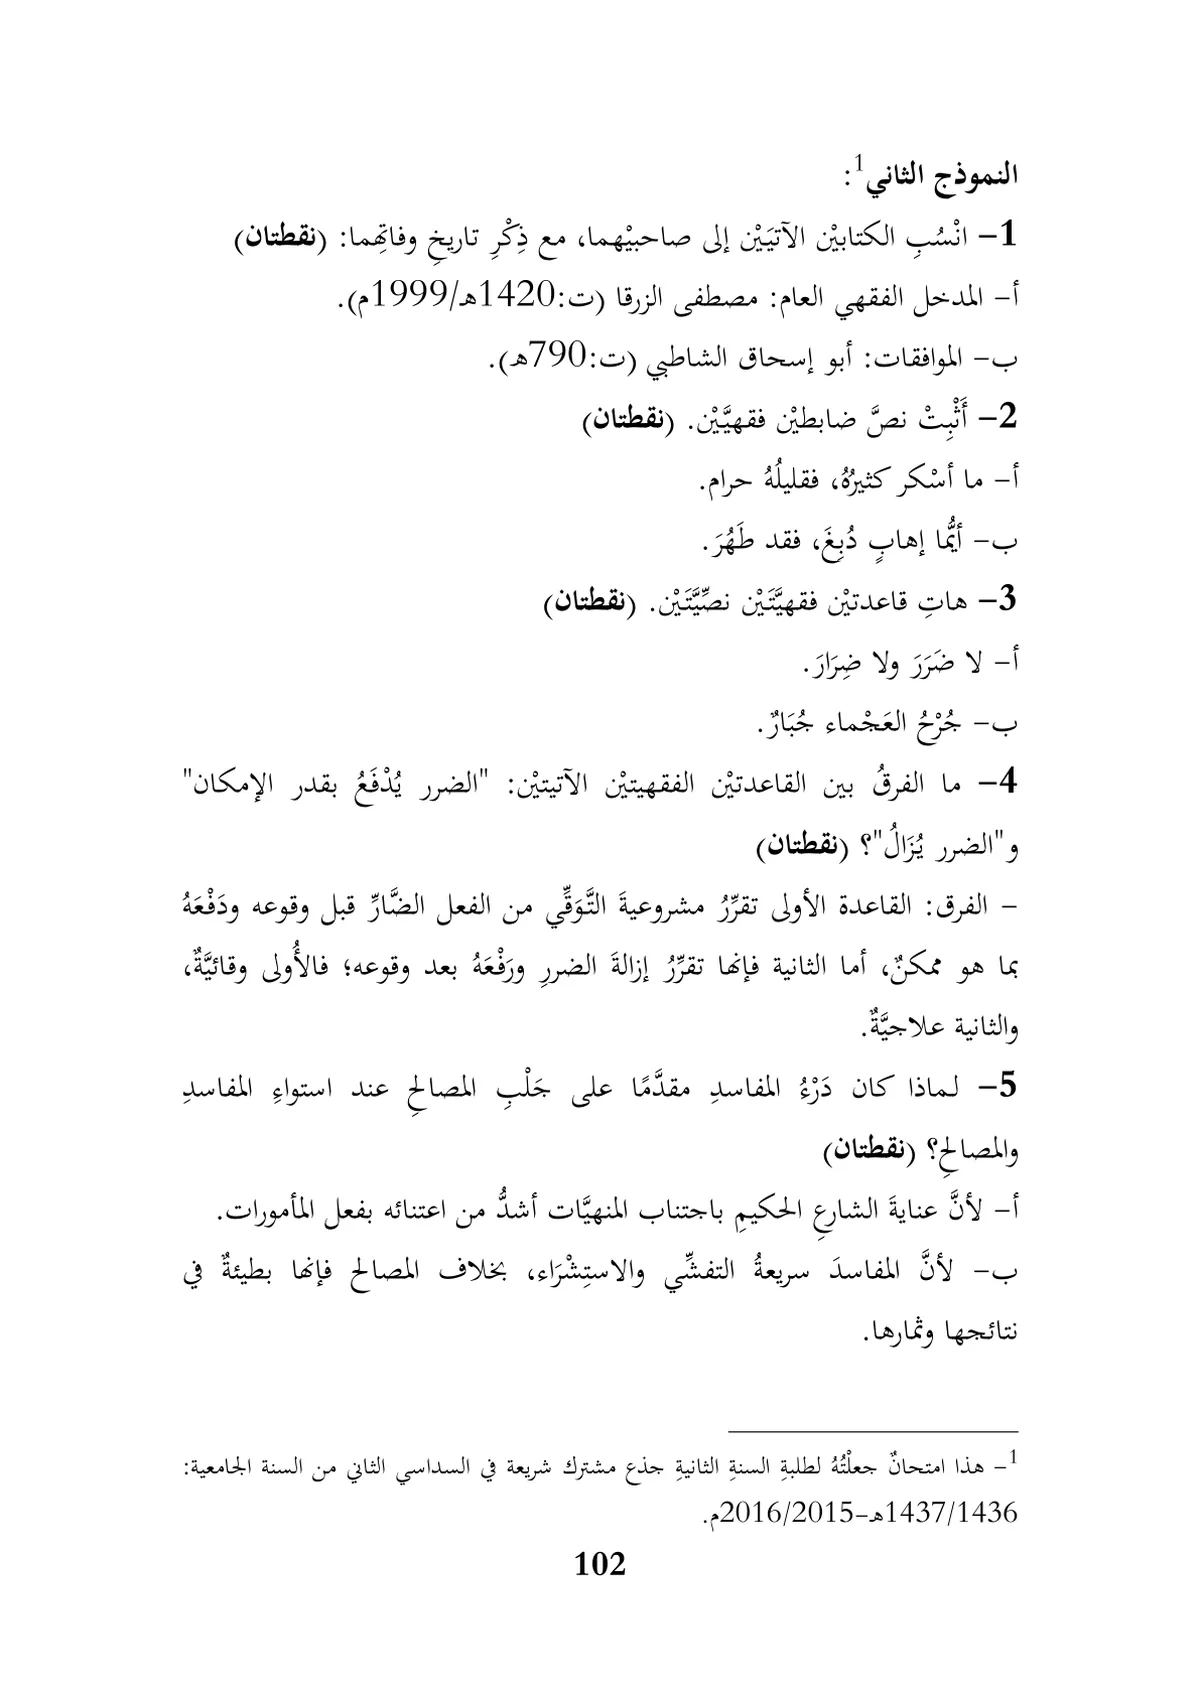 النموذج الثاني1:
1- انْسُبِ الكتابيْن الآتيَـيْن إلى صاحبيْهما، مع ذِكْرِ تاريخِ وفاتِهما: (نقطتان)
أ- المدخل الفقهي العام: مصطفى الزرقا (ت:1420هـ/1999م).
ب- الموافقات: أبو إسحاق الشاطبي (ت:790هـ).
2- أَثْبِتْ نصَّ ضابطيْن فقهيَّـيْن. (نقطتان)
أ- ما أسْكر كثيرُهُ، فقليلُهُ حرام.
ب- أيُّما إهابٍ دُبِغَ، فقد طَهُرَ.
3- هاتِ قاعدتيْن فقهيَّتَـيْن نصِّيَّتَـيْن. (نقطتان)
أ- لا ضَرَرَ ولا ضِرَارَ.
ب- جُرْحُ العَجْماء جُبَارٌ.
4- ما الفرقُ بين القاعدتيْن الفقهيتيْن الآتيتيْن: "الضرر يُدْفَعُ بقدر الإمكان"
و"الضرر يُزَالُ"؟ (نقطتان)
- الفرق: القاعدة الأولى تقرِّرُ مشروعيةَ التَّوَقِّي من الفعل الضَّارِّ قبل وقوعه ودَفْعَهُ
بما هو ممكنٌ، أما الثانية فإنها تقرِّرُ إزالةَ الضررِ ورَفْعَهُ بعد وقوعه؛ فالأُولى وقائيَّةٌ،
والثانية علاجيَّةٌ.
5- لـماذا كان دَرْءُ المفاسدِ مقدَّمًا على جَلْبِ المصالحِ عند استواءِ المفاسدِ
والمصالحِ؟ (نقطتان)
أ- لأنَّ عنايةَ الشارعِ الحكيمِ باجتناب المنهيَّات أشدُّ من اعتنائه بفعل المأمورات.
ب- لأنَّ المفاسدَ سريعةُ التفشِّي والاستِشْرَاء، بخلاف المصالح فإنها بطيئةٌ في
نتائجها وثمارها.
1- هذا امتحانٌ جعلْتُهُ لطلبةِ السنةِ الثانيةِ جذع مشترك شريعة في السداسي الثاني من السنة الجامعية:
1437/1436هـ-2016/2015م.
102